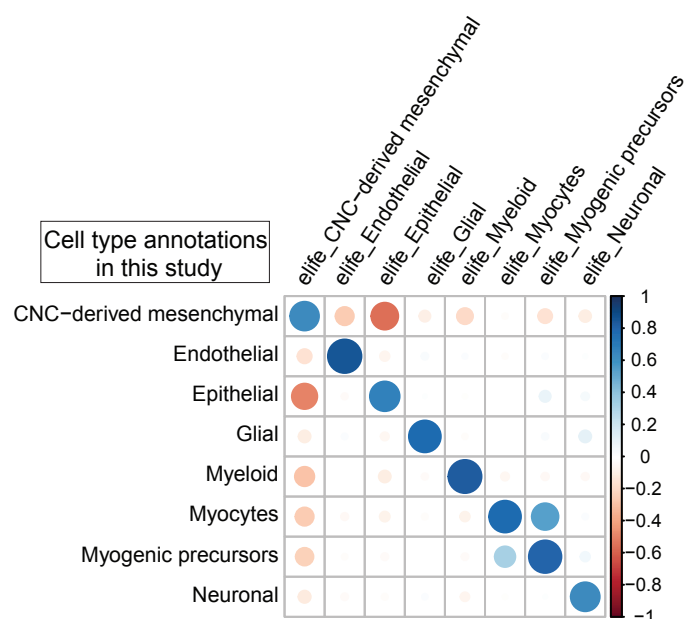 elife_CNC−derived mesenchymal
elife_Endothelial
elife_Epithelial
elife_Glial
elife_Myeloid
elife_Myocytes
elife_Myogenic precursors
elife_Neuronal
Cell type annotations
in this study
CNC−derived mesenchymal
Endothelial
Epithelial
Glial
Myeloid
Myocytes
Myogenic precursors
Neuronal
1
0.8
0.6
0.4
0.2
0
−0.2
−0.4
−0.6
−0.8
−1